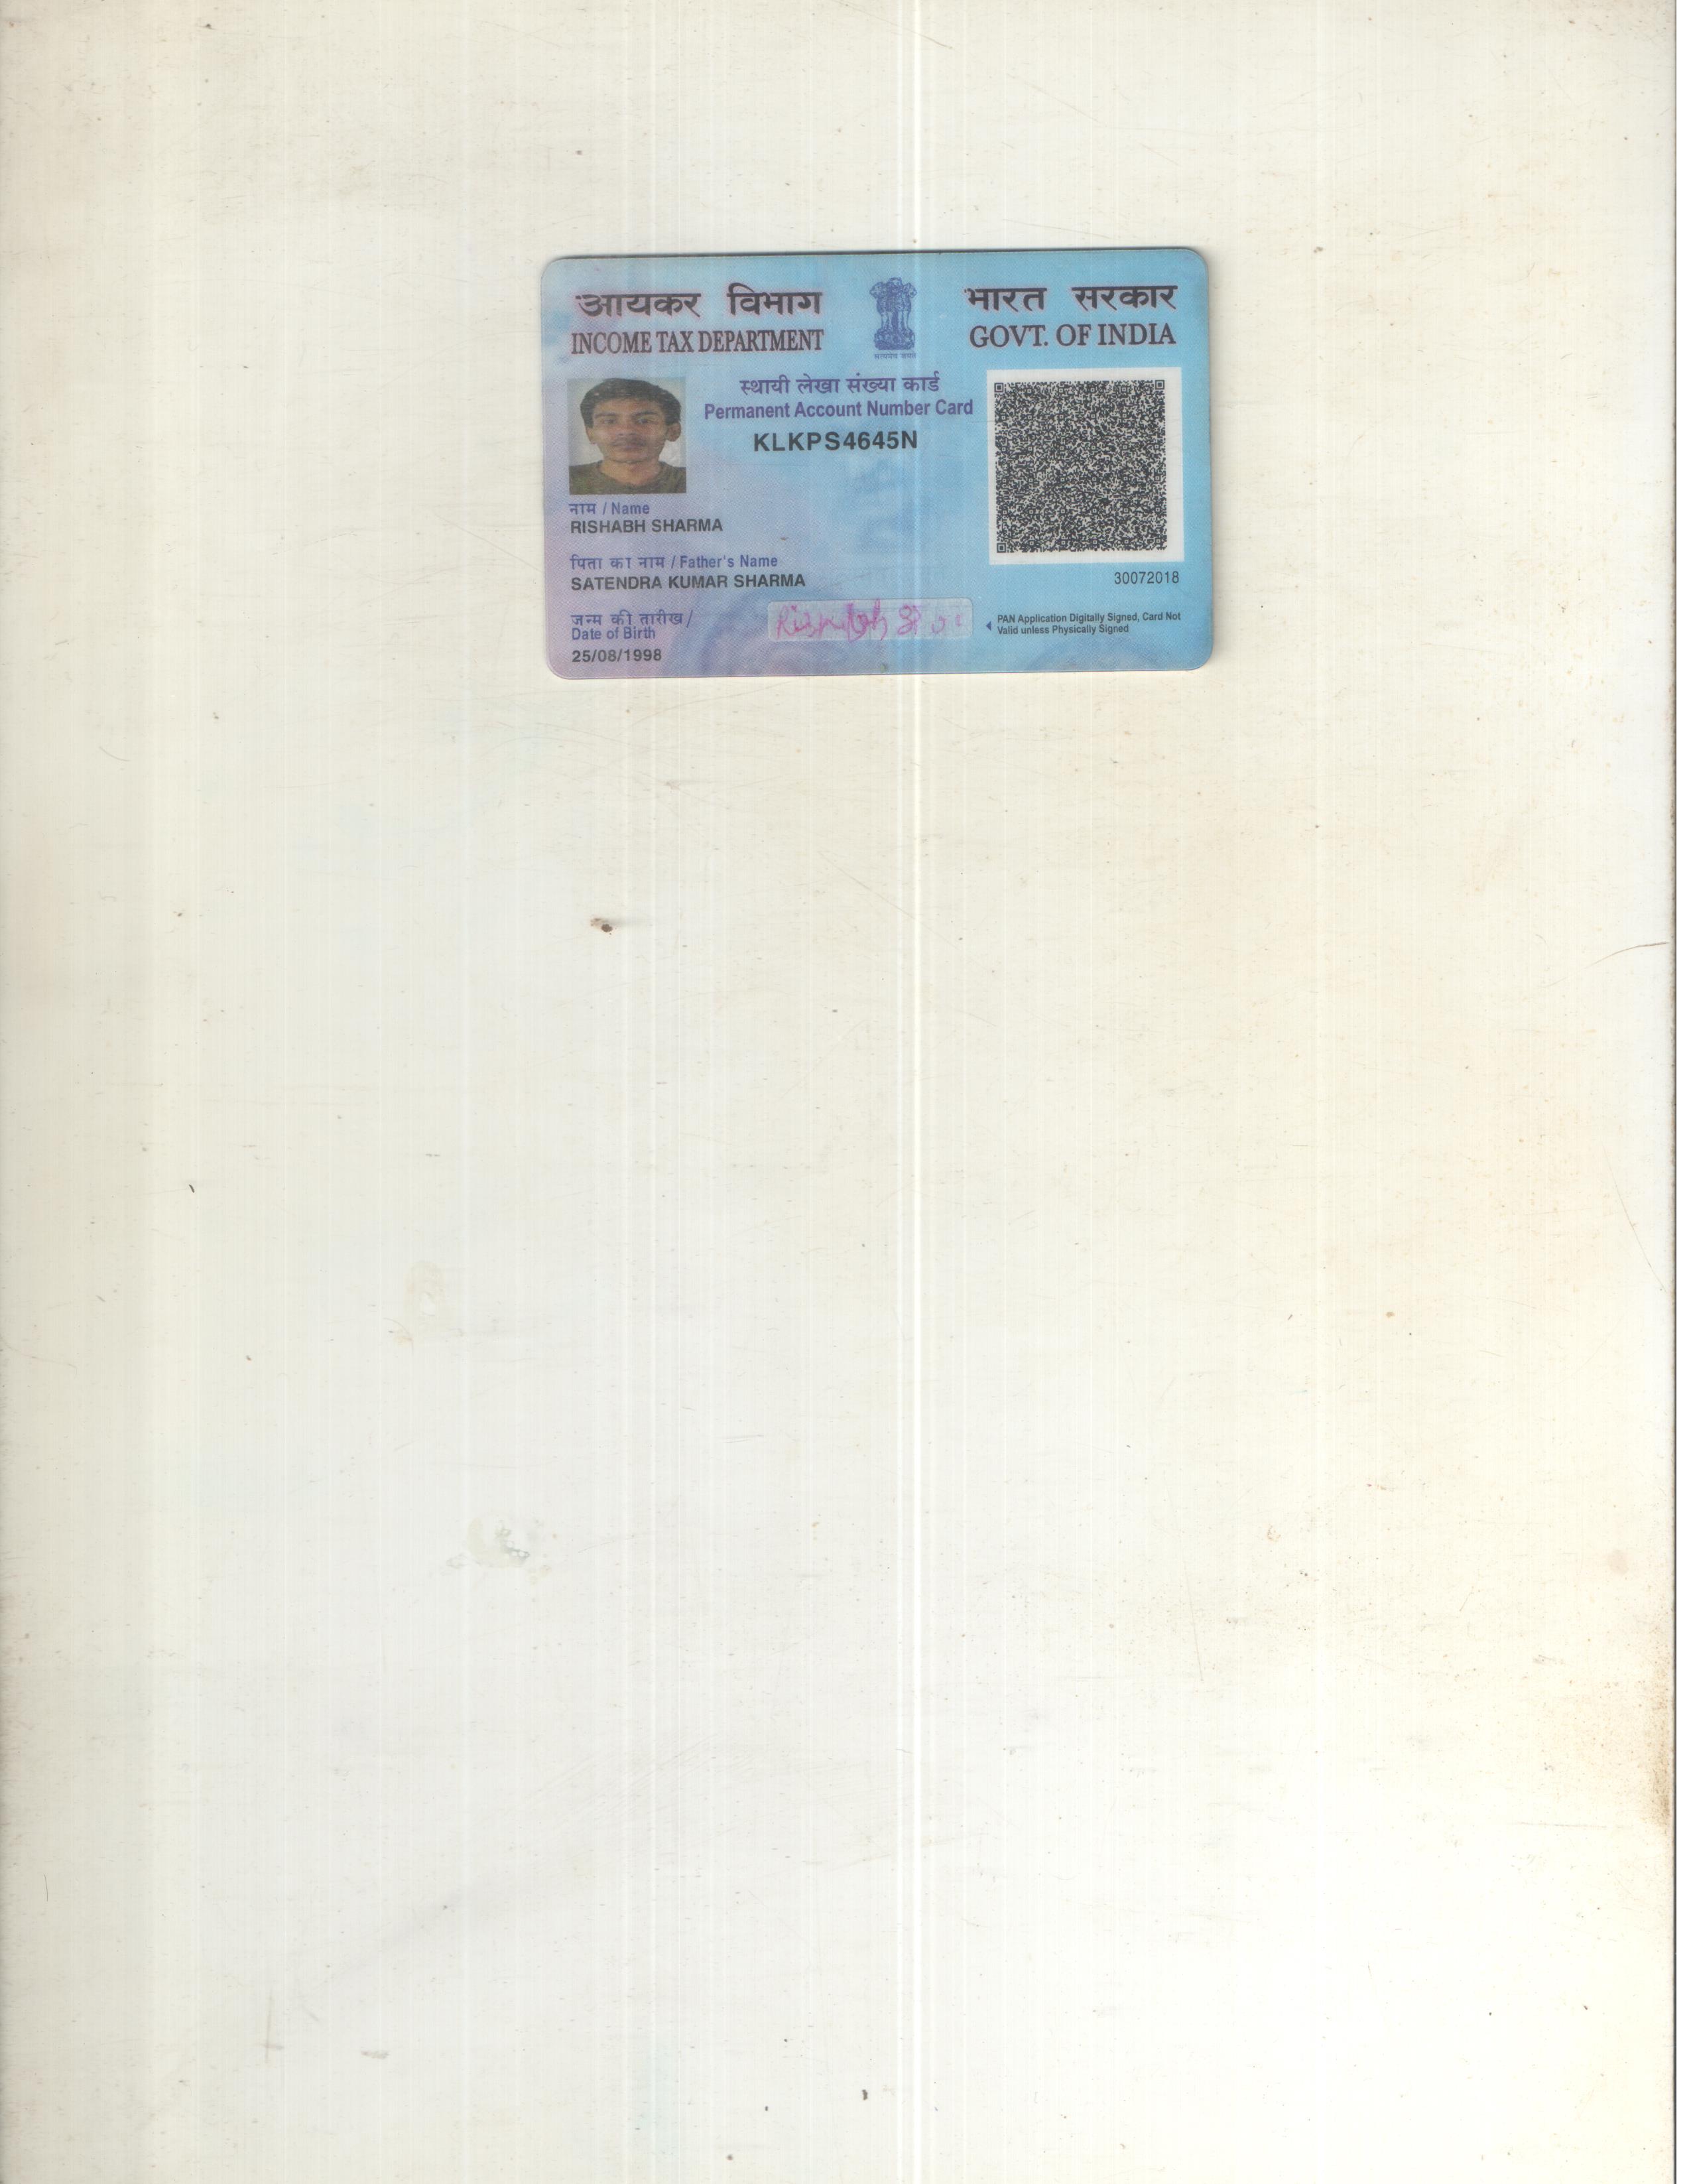 आयकर विभाग
INCOME TAX DEPARTMENT
भारत सरकार
GOVT. OF INDIA
सत्यमेव जयते
स्थायी लेखा संख्या कार्ड
Permanent Account Number Card
KLKPS4645N
नाम / Name
RISHABH SHARMA
पिता का नाम / Father's Name
SATENDRA KUMAR SHARMA
30072018
जन्म की तारीख /
Date of Birth
25/08/1998
Rishabh
PAN Application Digitally Signed, Card Not
Valid unless Physically Signed